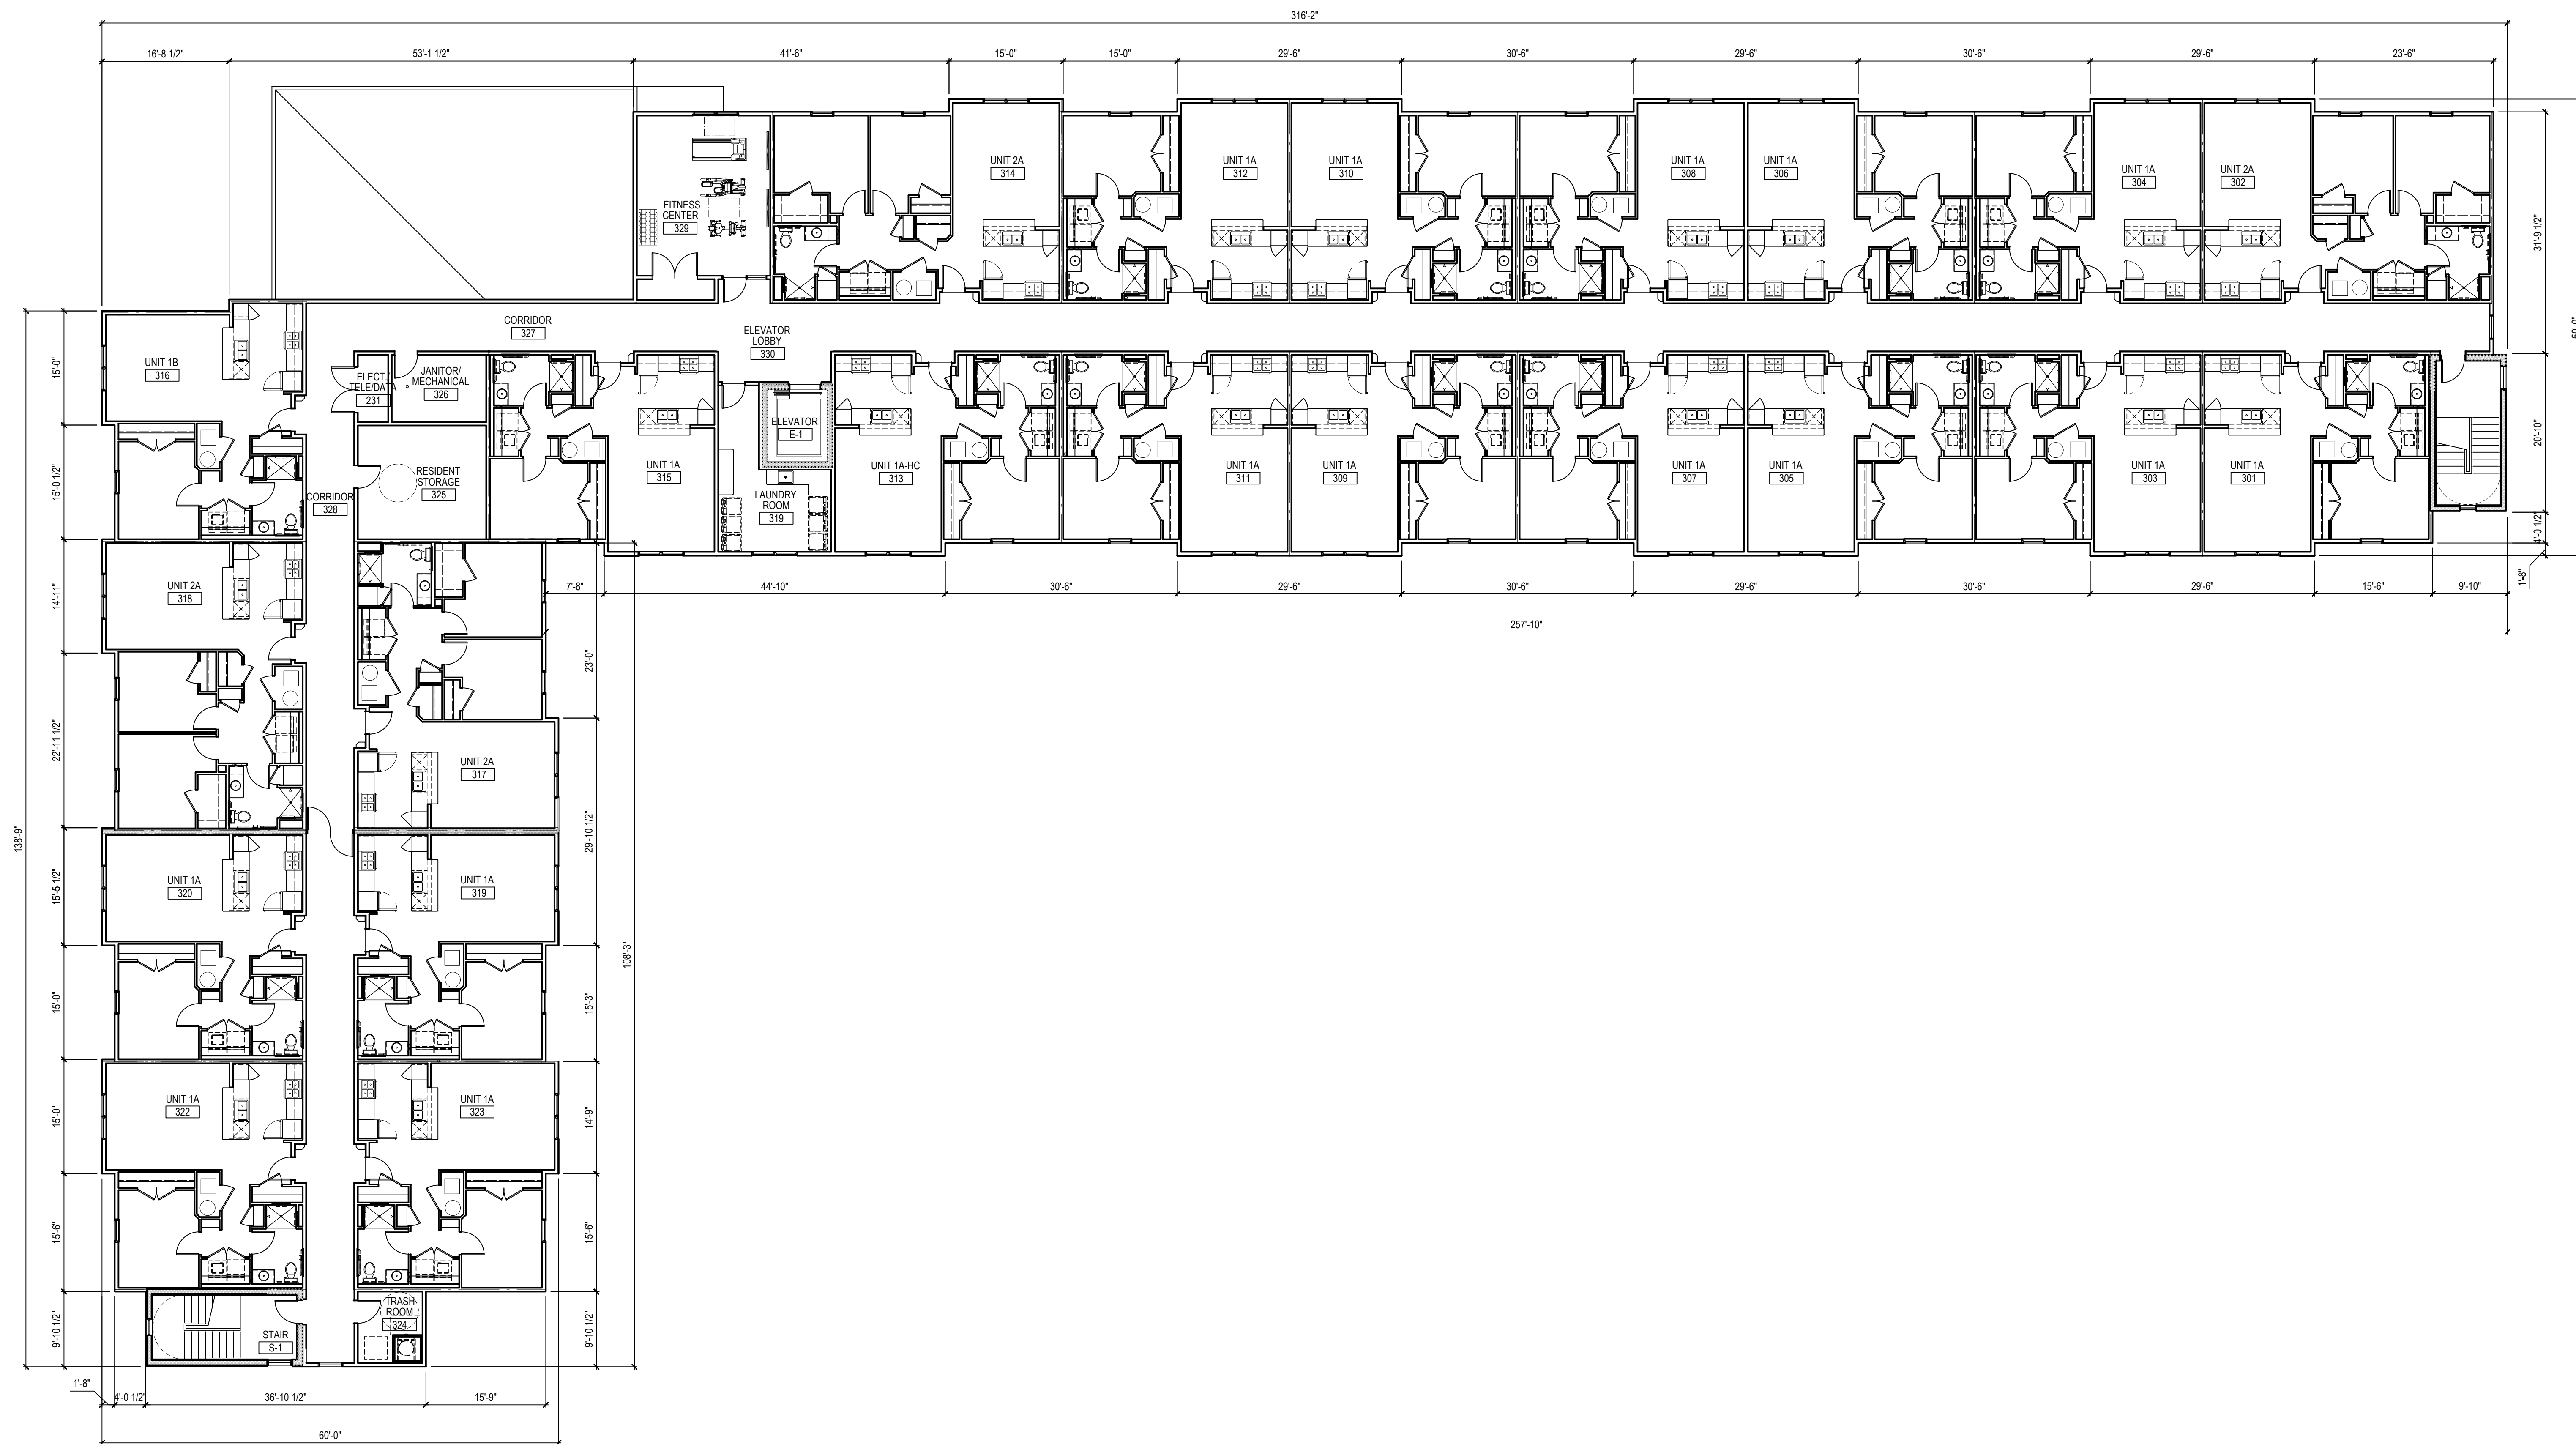 316'-2"
16'-8 1/2"
53'-1 1/2"
41'-6"
15'-0"
15'-0"
29'-6"
30'-6"
29'-6"
30'-6"
29'-6"
23'-6"
UNIT 2A
314
UNIT 1A
312
UNIT 1A
310
UNIT 1A
308
UNIT 1A
306
UNIT 1A
304
UNIT 2A
302
FITNESS
CENTER
329
31'-9 1/2"
60'-0"
CORRIDOR
327
ELEVATOR
LOBBY
330
15'-0"
UNIT 1B
316
ELECT./
TELE/DATA
231
JANITOR/
MECHANICAL
326
ELEVATOR
E-1
20'-10"
15'-0 1/2"
CORRIDOR
328
RESIDENT
STORAGE
325
UNIT 1A
315
LAUNDRY
ROOM
319
UNIT 1A-HC
313
UNIT 1A
311
UNIT 1A
309
UNIT 1A
307
UNIT 1A
305
UNIT 1A
303
UNIT 1A
301
4'-0 1/2"
1'-8"
7'-8"
44'-10"
30'-6"
29'-6"
30'-6"
29'-6"
30'-6"
29'-6"
15'-6"
9'-10"
257'-10"
14'-11"
UNIT 2A
318
23'-0"
22'-11 1/2"
UNIT 2A
317
138'-9"
29'-10 1/2"
15'-5 1/2"
UNIT 1A
320
UNIT 1A
319
108'-3"
15'-0"
15'-3"
15'-0"
UNIT 1A
322
UNIT 1A
323
14'-9"
15'-6"
15'-6"
9'-10 1/2"
STAIR
S-1
TRASH
ROOM
324
9'-10 1/2"
1'-8"
4'-0 1/2"
36'-10 1/2"
15'-9"
60'-0"